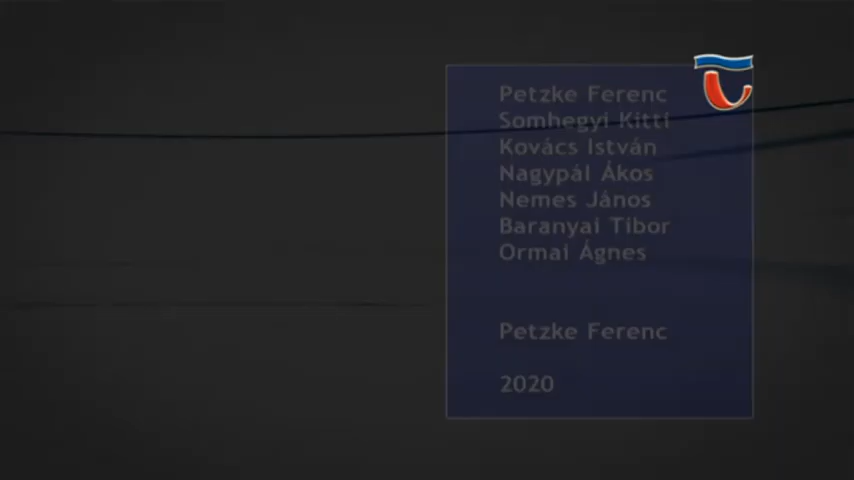 Petzke Ferenc
Somhegyi Kitti
Kovács István
Nagypál Ákos
Nemes János
Baranyai Tibor
Ormai Ágnes
Petzke Ferenc
2020